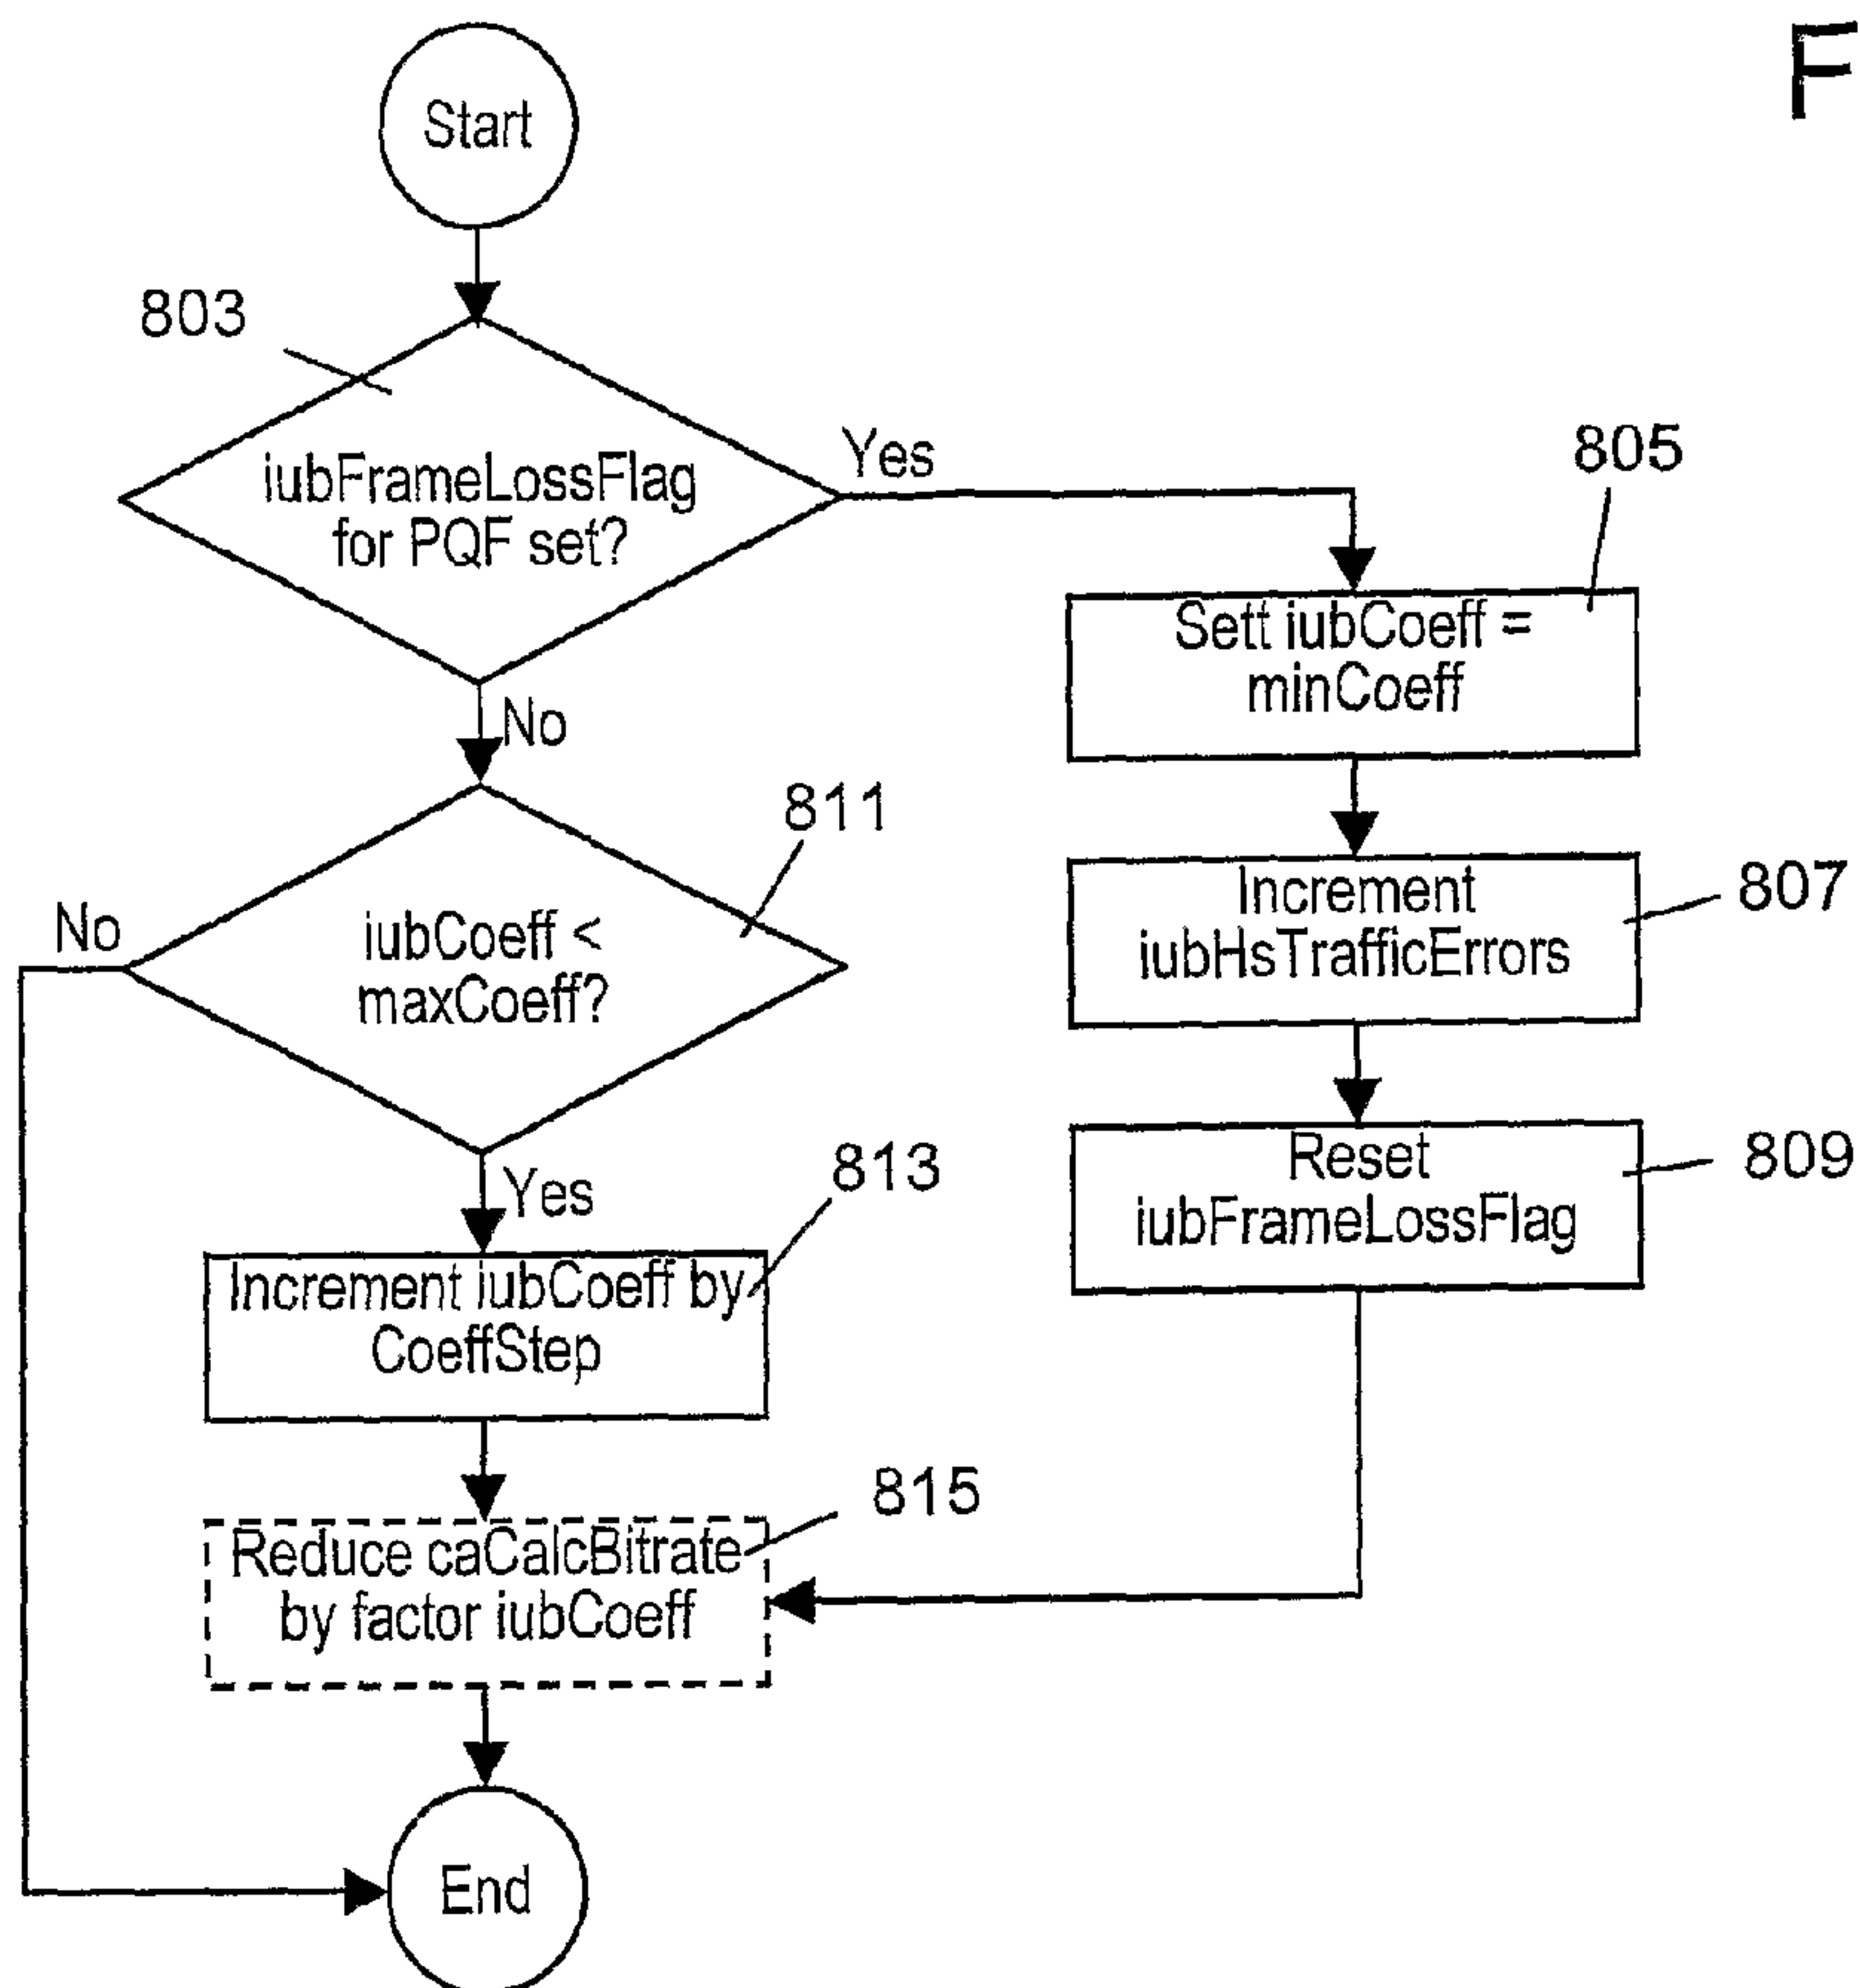 F
Start
803
iubFrameLossFlag
for PQF set?
Yes
805
Sett iubCoeff =
minCoeff
No
811
Increment
iubHsTrafficErrors
807
No
iubCoeff <
maxCoeff?
Reset
iubFrameLossFlag
809
Yes
813
Increment iubCoeff by
CoeffStep
815
Reduce caCalcBitrate
by factor iubCoeff
End